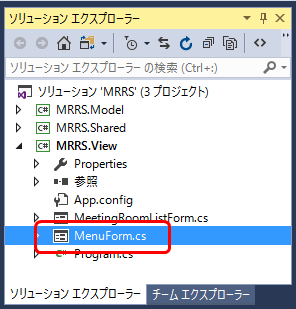 ソリューション エクスプローラー
ソリューション エクスプローラー の検索 (Ctrl+:)
ソリューション 'MRRS' (3 プロジェクト)
C# MRRS.Model
C# MRRS.Shared
C# MRRS.View
Properties
参照
App.config
MeetingRoomListForm.cs
MenuForm.cs
C# Program.cs
ソリューション エクスプローラー チーム エクスプローラー